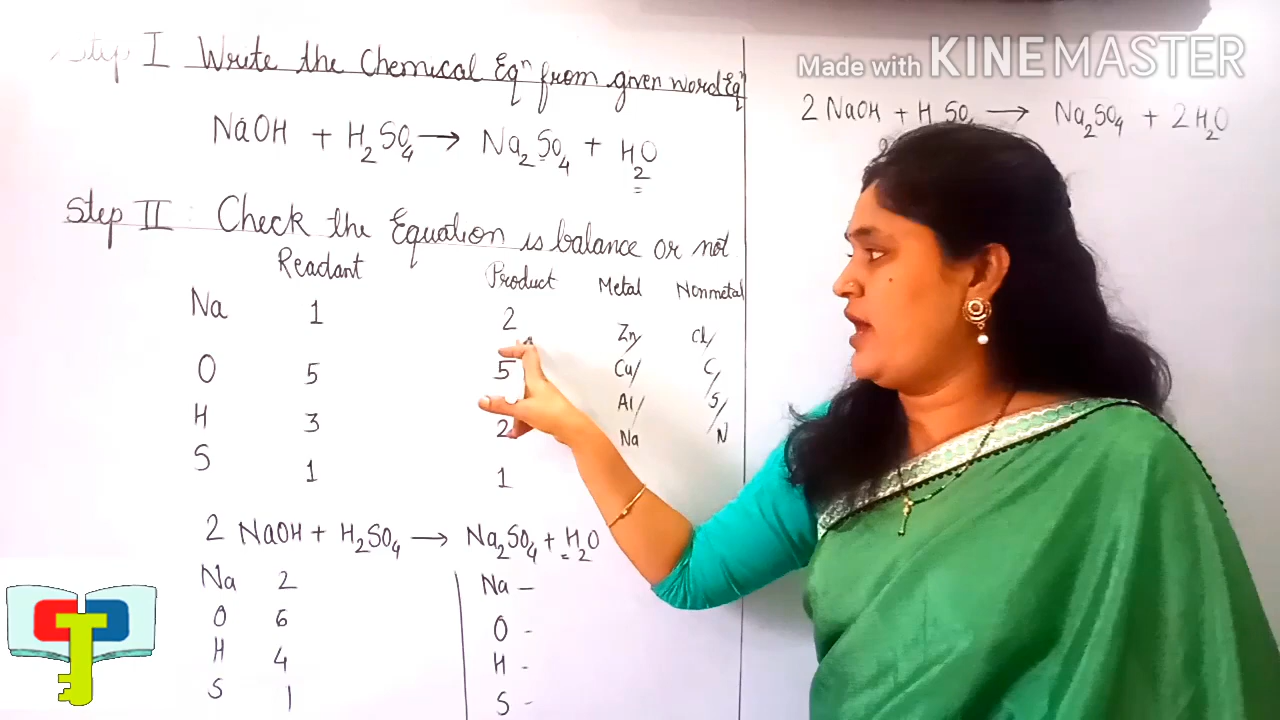 Step I Write the Chemical Eqⁿ from given word Eqⁿ
NaOH + H₂SO₄ → Na₂SO₄ + H₂O
Step II : Check the Equation is balance or not
Reactant Product Metal Nonmetal
Na 1 2 Zn/ Cl/
O 5 5 Cu/ C/
H 3 2 Al/ S/
S 1 1 Na N
2 NaOH + H₂SO₄ → Na₂SO₄ + H₂O
Na 2 Na –
O 6 O -
H 4 H -
S 1 S -
Made with KINEMASTER
2 NaOH + H SO₄ → Na₂SO₄ + 2H₂O